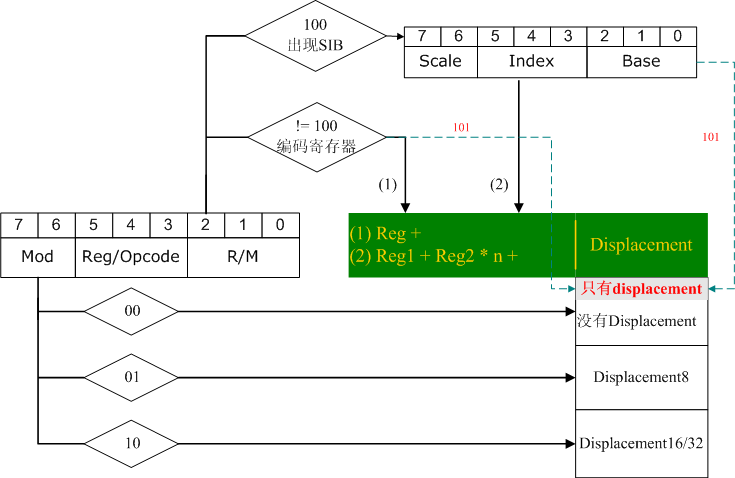 100
出现SIB
7 6 5 4 3 2 1 0
Scale Index Base
!= 100
编码寄存器
101
101
(1)
(2)
7 6 5 4 3 2 1 0
Mod Reg/Opcode R/M
(1) Reg +
(2) Reg1 + Reg2 * n +
Displacement
只有displacement
00
没有Displacement
01
Displacement8
10
Displacement16/32